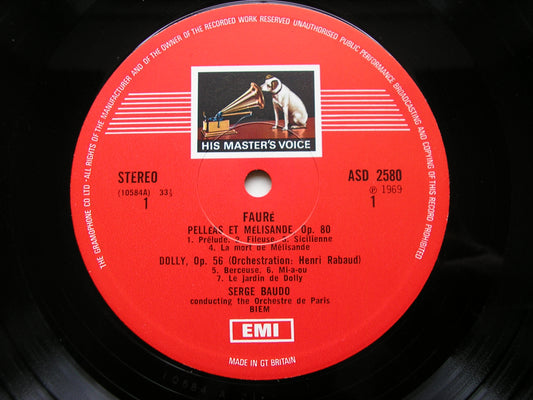 THE GRAMOPHONE CO LTD · ALL RIGHTS OF THE MANUFACTURER AND OF THE OWNER OF THE RECORDED WORK RESERVED UNAUTHORISED PUBLIC PERFORMANCE BROADCASTING AND COPYING OF THIS RECORD PROHIBITED
HIS MASTER'S VOICE
STEREO
(10584A) 33⅓
1
ASD 2580
℗ 1969
1
FAURé
PELLéAS ET MéLISANDE, Op. 80
1. Prélude, 2. Fileuse, 3. Sicilienne
4. La mort de Mélisande
DOLLY, Op. 56 (Orchestration: Henri Rabaud)
5. Berceuse, 6. Mi-a-ou
7. Le jardin de Dolly
SERGE BAUDO
conducting the Orchestre de Paris
BIEM
EMI
MADE IN GT BRITAIN